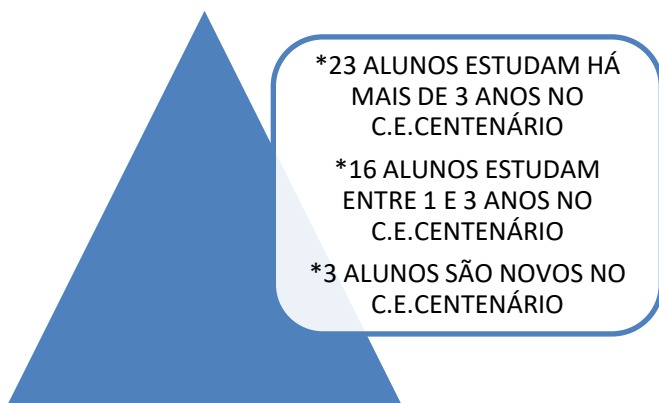 *23 ALUNOS ESTUDAM HÁ
MAIS DE 3 ANOS NO
C.E.CENTENÁRIO
*16 ALUNOS ESTUDAM
ENTRE 1 E 3 ANOS NO
C.E.CENTENÁRIO
*3 ALUNOS SÃO NOVOS NO
C.E.CENTENÁRIO